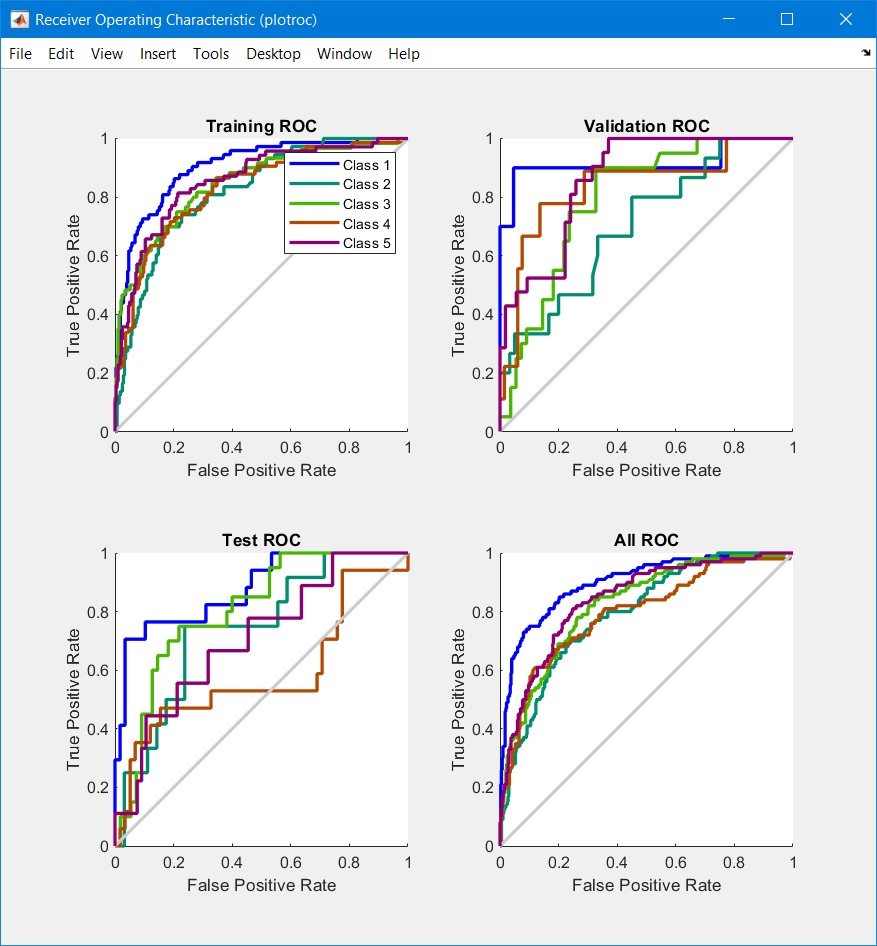 Receiver Operating Characteristic (plotroc)
File Edit View Insert Tools Desktop Window Help
Training ROC
1
0.8
0.6
0.4
0.2
0
True Positive Rate
Class 1
Class 2
Class 3
Class 4
Class 5
0 0.2 0.4 0.6 0.8 1
False Positive Rate
Validation ROC
1
0.8
0.6
0.4
0.2
0
True Positive Rate
0 0.2 0.4 0.6 0.8 1
False Positive Rate
Test ROC
1
0.8
0.6
0.4
0.2
0
True Positive Rate
0 0.2 0.4 0.6 0.8 1
False Positive Rate
All ROC
1
0.8
0.6
0.4
0.2
0
True Positive Rate
0 0.2 0.4 0.6 0.8 1
False Positive Rate